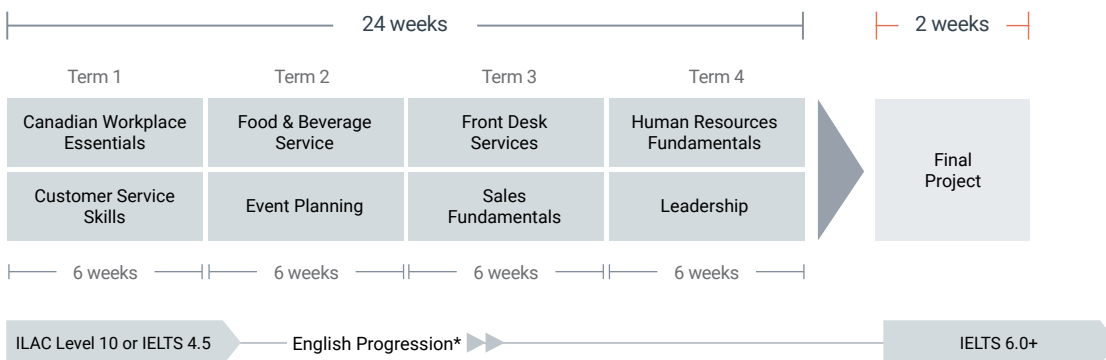 24 weeks
2 weeks
Term 1
Term 2
Term 3
Term 4
Canadian Workplace
Essentials
Food & Beverage
Service
Front Desk
Services
Human Resources
Fundamentals
Final
Project
Customer Service
Skills
Event Planning
Sales
Fundamentals
Leadership
6 weeks
6 weeks
6 weeks
6 weeks
ILAC Level 10 or IELTS 4.5
English Progression*
IELTS 6.0+